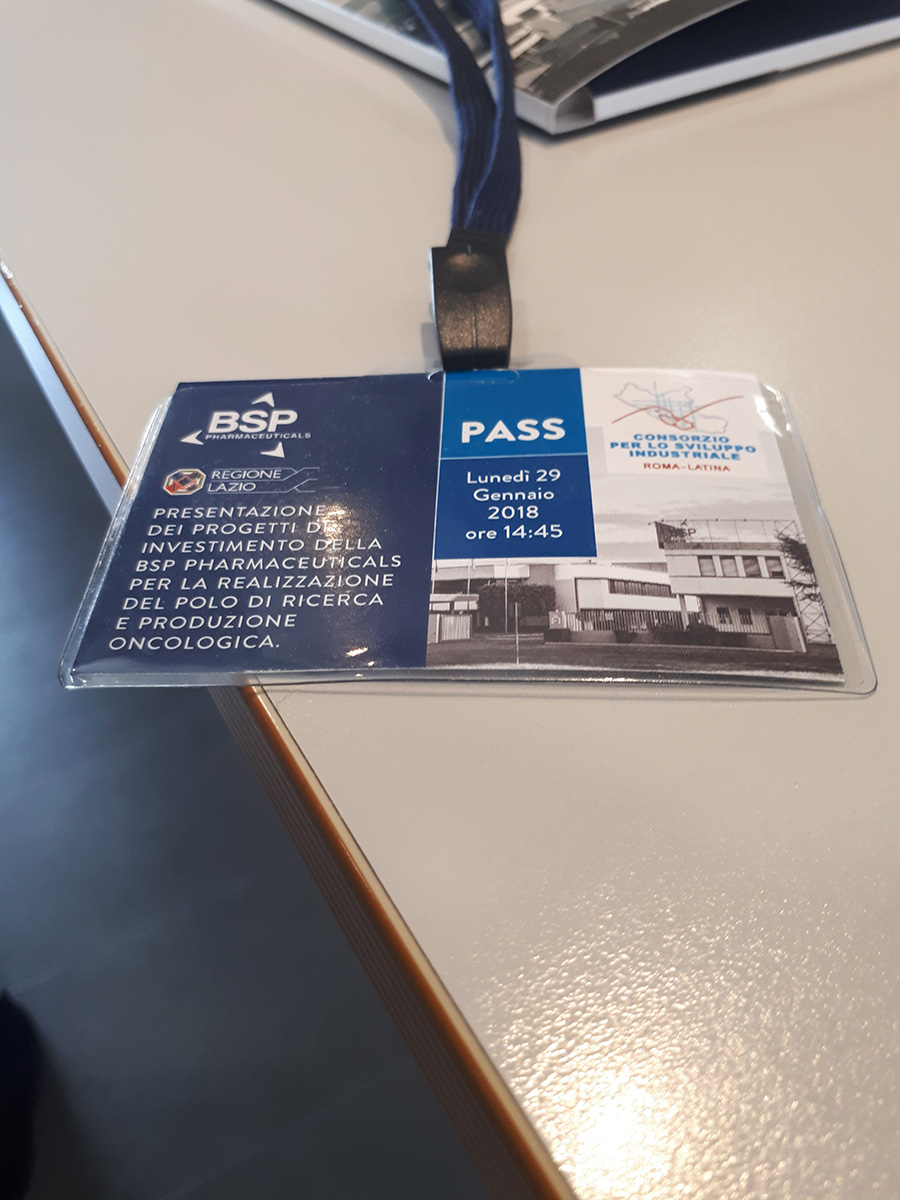 BSP
PHARMACEUTICALS
REGIONE
LAZIO
PRESENTAZIONE
DEI PROGETTI DI
INVESTIMENTO DELLA
BSP PHARMACEUTICALS
PER LA REALIZZAZIONE
DEL POLO DI RICERCA
E PRODUZIONE
ONCOLOGICA.
PASS
Lunedì 29
Gennaio
2018
ore 14:45
CONSORZIO
PER LO SVILUPPO
INDUSTRIALE
ROMA-LATINA
BSP